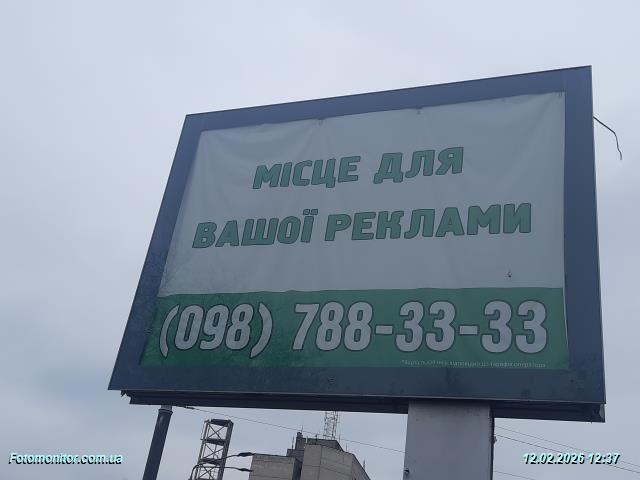 МІСЦЕ ДЛЯ
ВАШОЇ РЕКЛАМИ
(098) 788-33-33
Fotomonitor.com.ua
12.02.2026 12:37